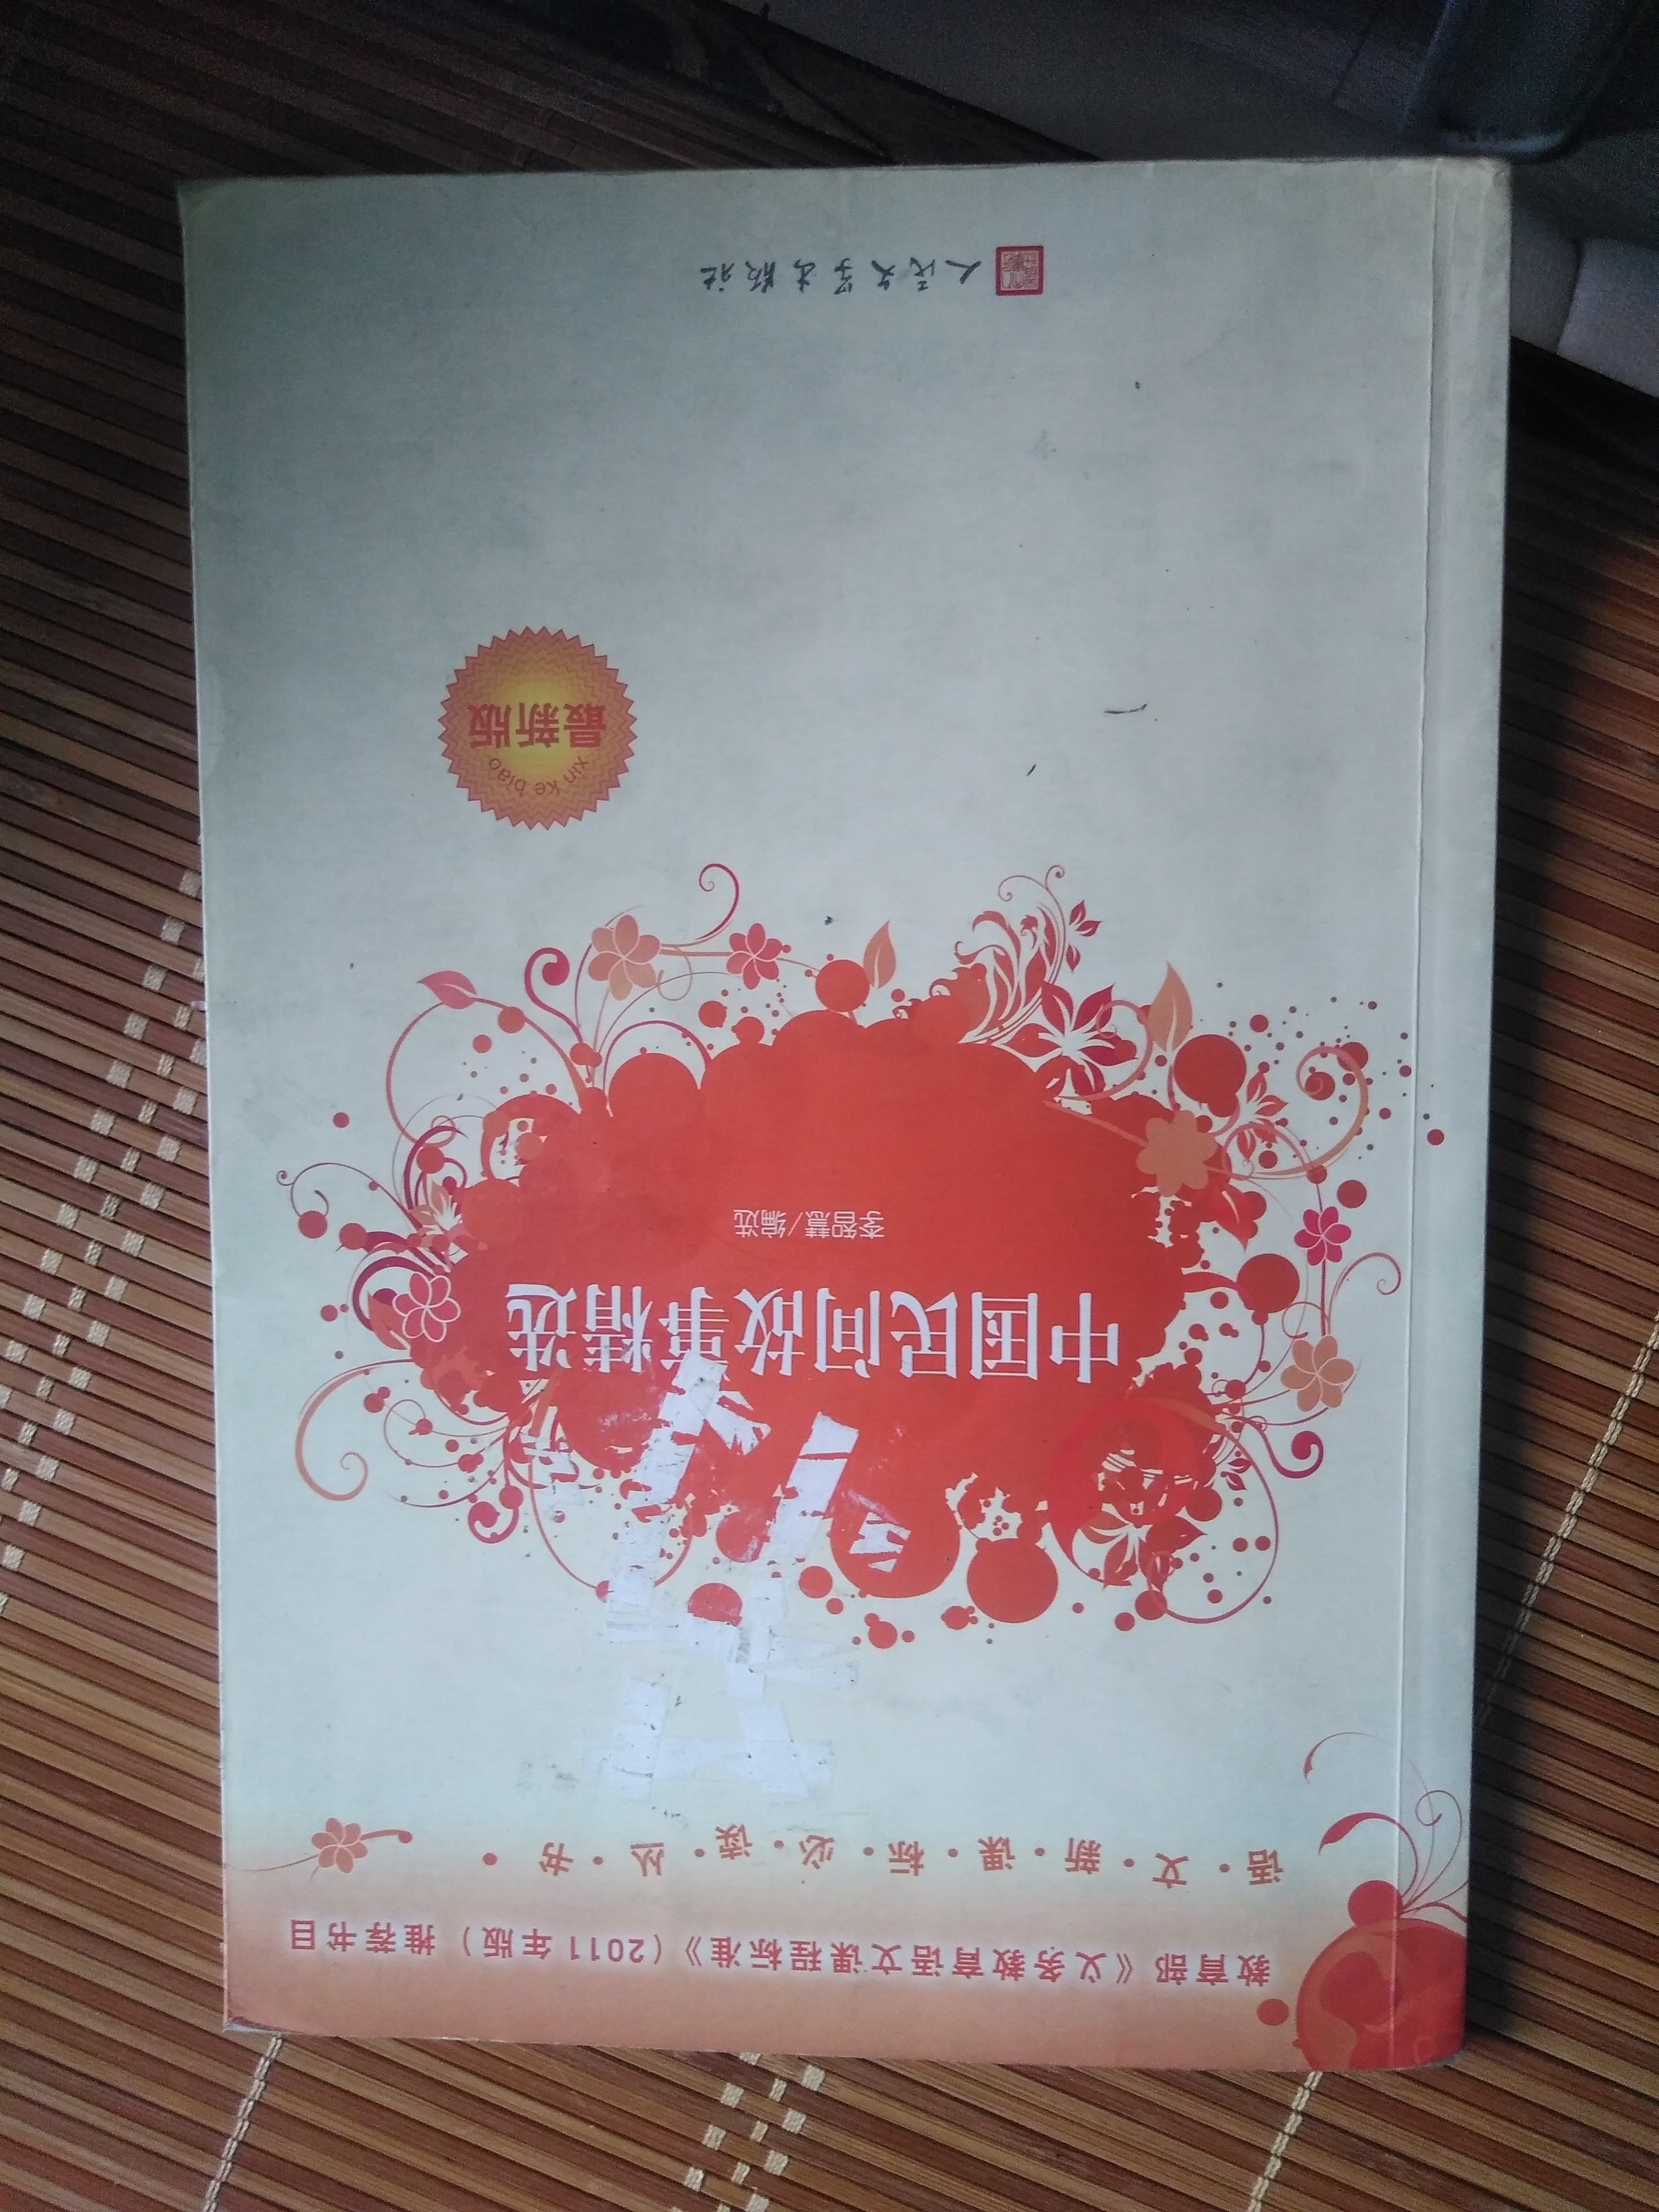 教育部《义务教育语文课程标准》(2011年版) 推荐书目
语·文·新·课·标·必·读·丛·书·
中国民间故事精选
李智慧/编选
xin ke biao
最新版
人民文学出版社